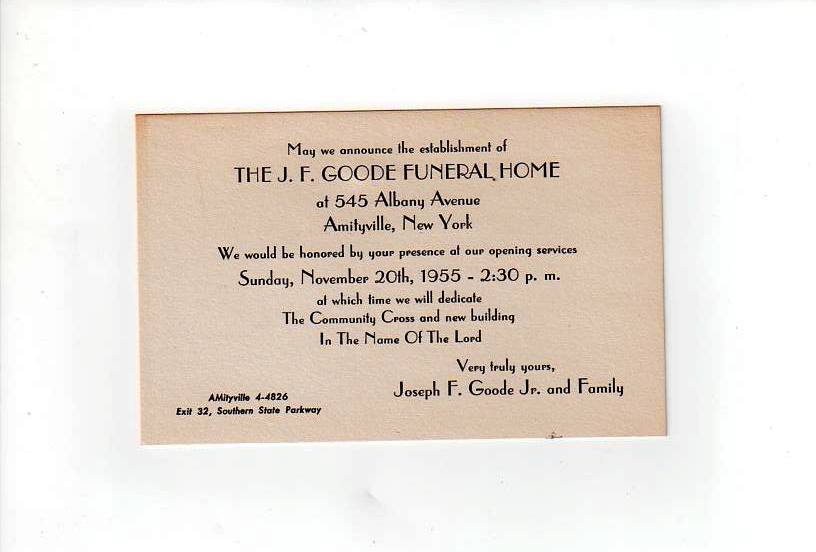 May we announce the establishment of
THE J. F. GOODE FUNERAL HOME
at 545 Albany Avenue
Amityville, New York
We would be honored by your presence at our opening services
Sunday, November 20th, 1955 - 2:30 p. m.
at which time we will dedicate
The Community Cross and new building
In The Name Of The Lord
Very truly yours,
Joseph F. Goode Jr. and Family
AMityville 4-4826
Exit 32, Southern State Parkway